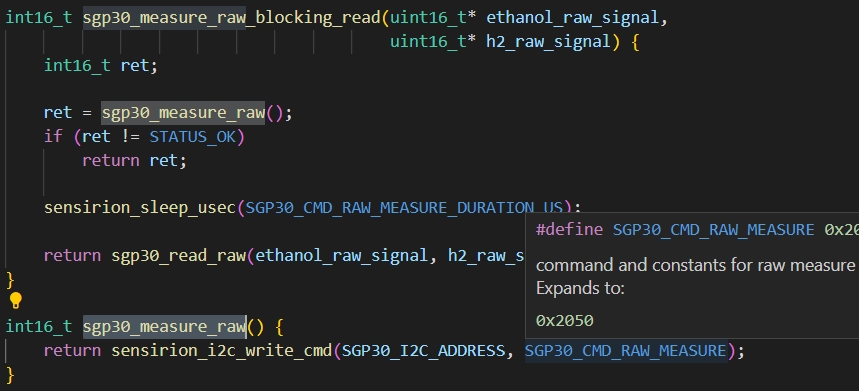 int16_t sgp30_measure_raw_blocking_read(uint16_t* ethanol_raw_signal,
uint16_t* h2_raw_signal) {
int16_t ret;
ret = sgp30_measure_raw();
if (ret != STATUS_OK)
return ret;
sensirion_sleep_usec(SGP30_CMD_RAW_MEASURE_DURATION_US);
#define SGP30_CMD_RAW_MEASURE 0x20
return sgp30_read_raw(ethanol_raw_signal, h2_raw_s
command and constants for raw measure
}
Expands to:
0x2050
int16_t sgp30_measure_raw() {
return sensirion_i2c_write_cmd(SGP30_I2C_ADDRESS, SGP30_CMD_RAW_MEASURE);
}